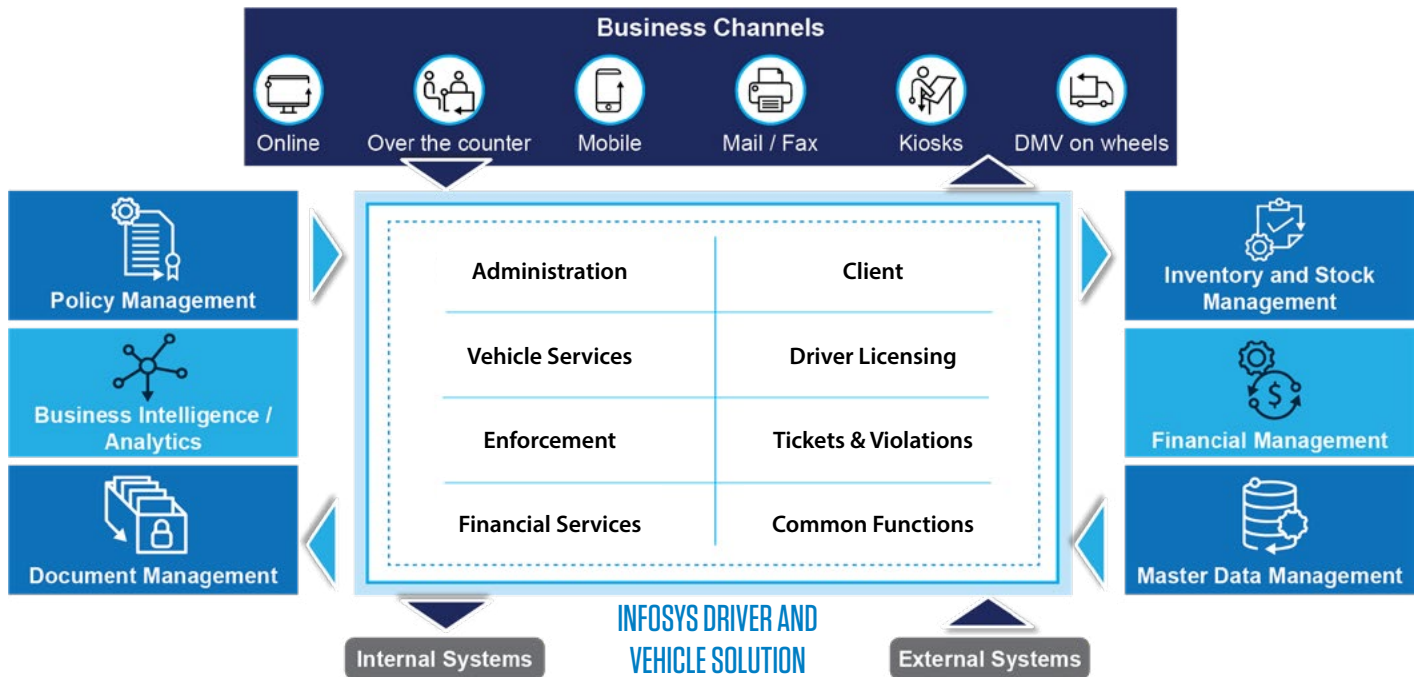 Business Channels
Online
Over the counter
Mobile
Mail / Fax
Kiosks
DMV on wheels
Policy Management
Business Intelligence /
Analytics
Document Management
Administration
Client
Vehicle Services
Driver Licensing
Enforcement
Tickets & Violations
Financial Services
Common Functions
Inventory and Stock
Management
$
Financial Management
Master Data Management
Internal Systems
INFOSYS DRIVER AND
VEHICLE SOLUTION
External Systems